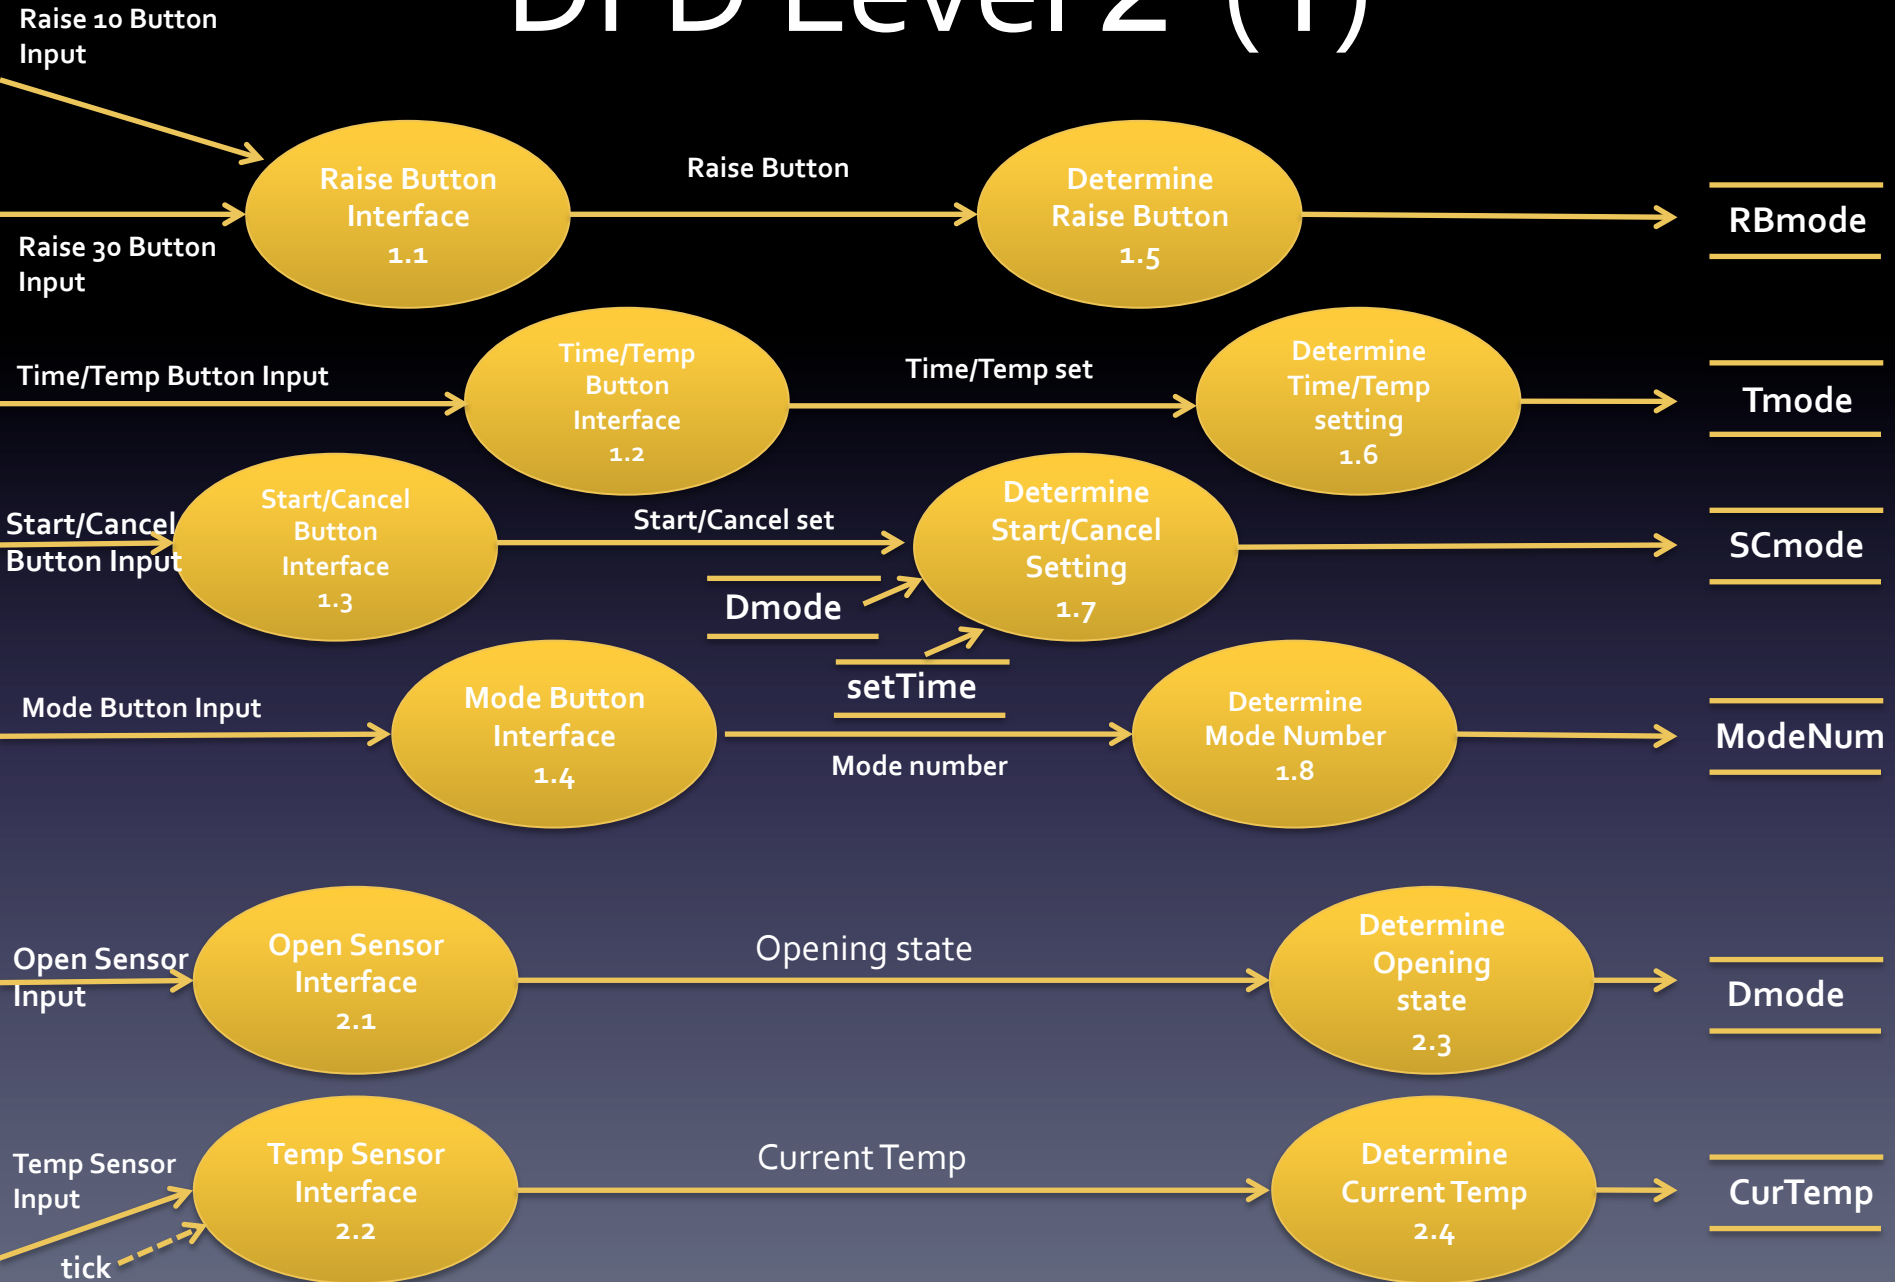 DFD Level 2 (1)
Raise 10 Button
Input
Raise Button
Interface
1.1
Raise Button
Determine
Raise Button
1.5
RBmode
Raise 30 Button
Input
Time/Temp Button Input
Time/Temp
Button
Interface
1.2
Time/Temp set
Determine
Time/Temp
setting
1.6
Tmode
Start/Cancel
Button Input
Start/Cancel
Button
Interface
1.3
Start/Cancel set
Determine
Start/Cancel
Setting
1.7
SCmode
Dmode
setTime
Mode Button Input
Mode Button
Interface
1.4
Mode number
Determine
Mode Number
1.8
ModeNum
Open Sensor
Input
Open Sensor
Interface
2.1
Opening state
Determine
Opening
state
2.3
Dmode
Temp Sensor
Input
tick
Temp Sensor
Interface
2.2
Current Temp
Determine
Current Temp
2.4
CurTemp